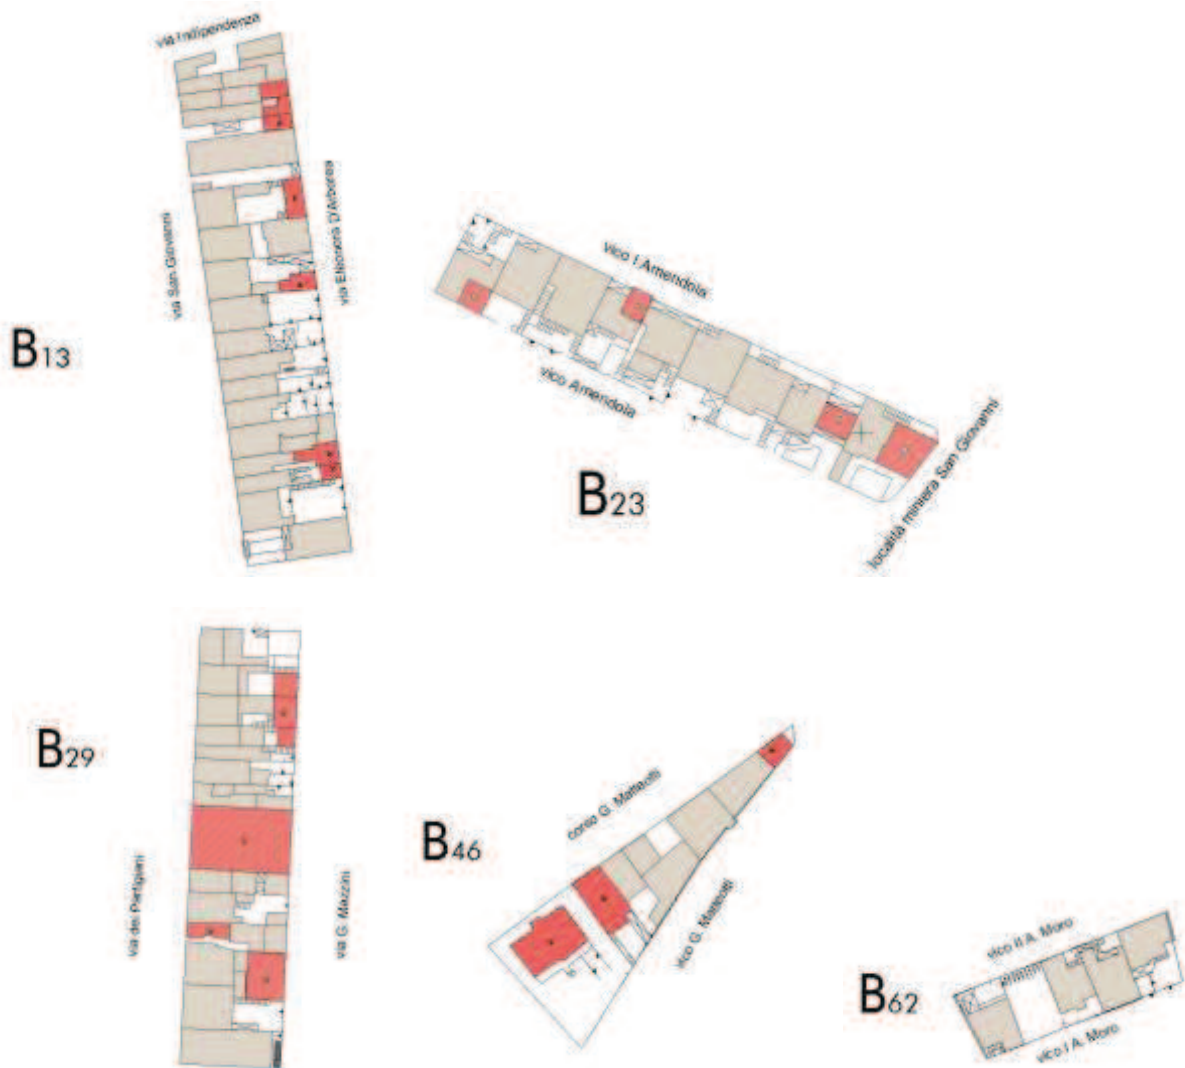 via Indipendenza
via San Giovanni
via Elionora D'Arborea
B13
vico I Amendola
vico Amendola
B23
località miniera San Giovanni
B29
via dei Partigiani
via G. Mazzini
corso G. Matteotti
B46
vico G. Matteotti
vico II A. Moro
B62
vico I A. Moro